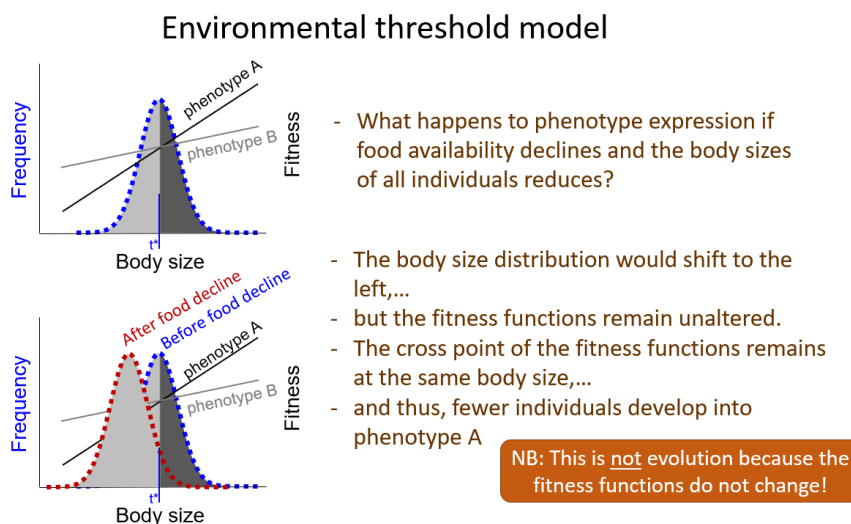 Environmental threshold model
Frequency
phenotype A
phenotype B
Fitness
t*
Body size
- What happens to phenotype expression if
food availability declines and the body sizes
of all individuals reduces?
- The body size distribution would shift to the
left,...
- but the fitness functions remain unaltered.
- The cross point of the fitness functions remains
at the same body size,...
- and thus, fewer individuals develop into
phenotype A
After food decline
Before food decline
Frequency
phenotype A
phenotype B
Fitness
t*
Body size
NB: This is not evolution because the
fitness functions do not change!